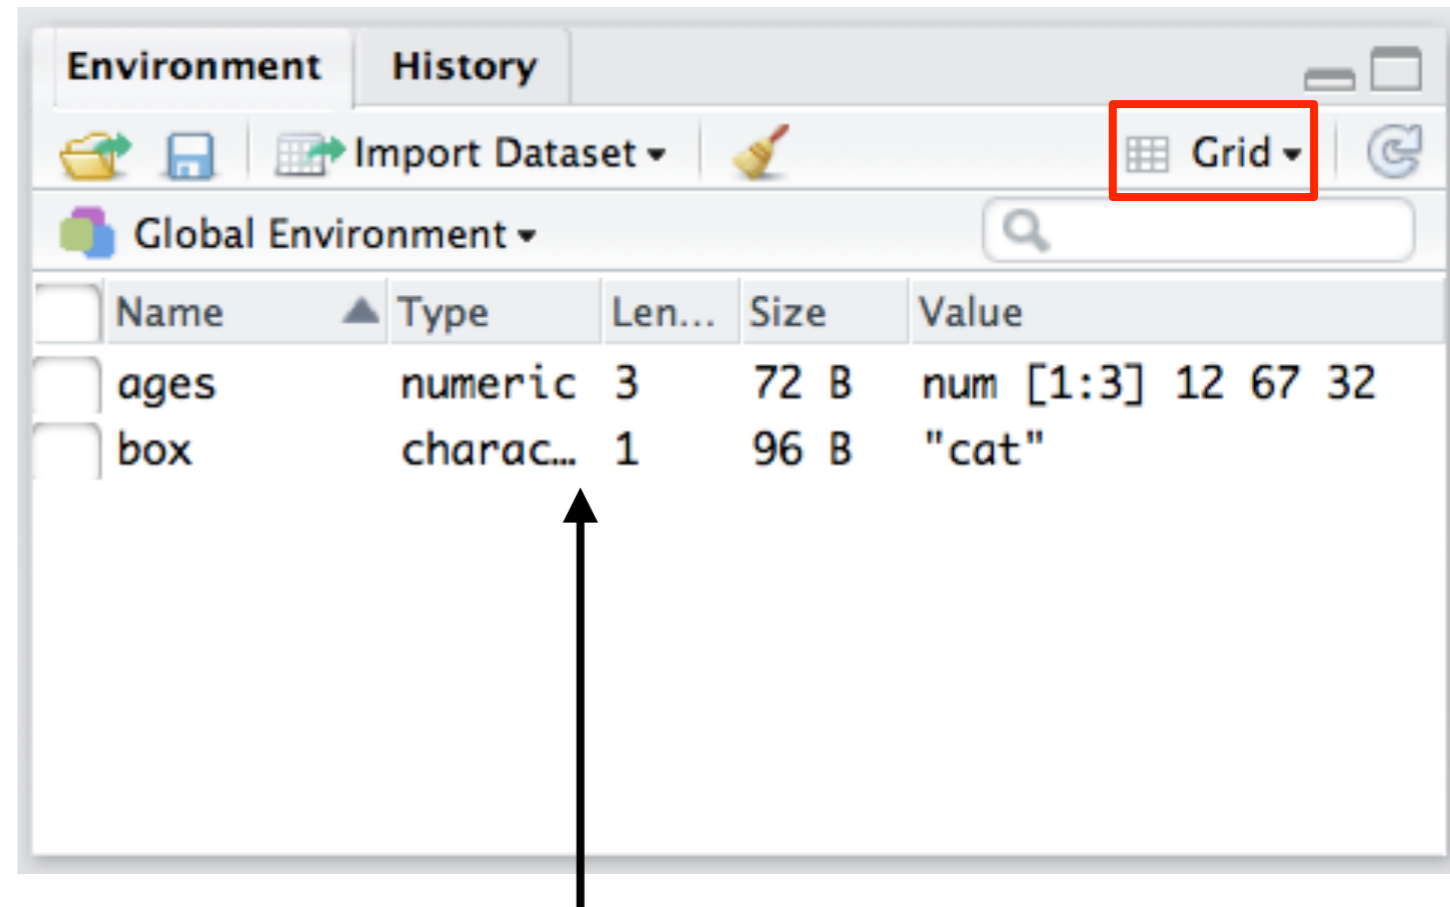 Environment History
Import Dataset Grid
Global Environment
Name Type Len... Size Value
ages numeric 3 72 B num [1:3] 12 67 32
box charac… 1 96 B "cat"